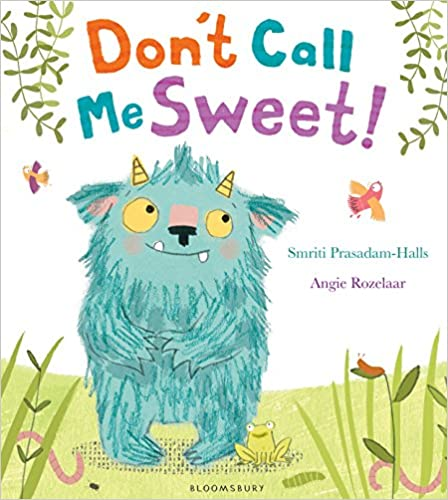 Don't Call
Me Sweet!
Smriti Prasadam-Halls
Angie Rozelaar
BLOOMSBURY